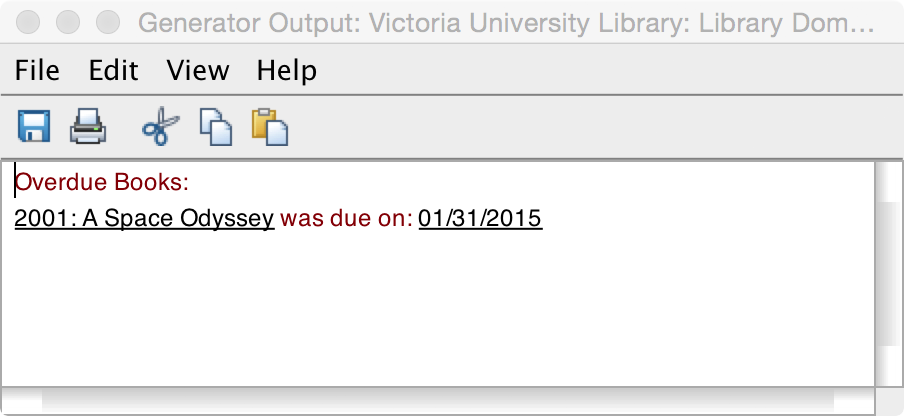 Generator Output: Victoria University Library: Library Dom...
File Edit View Help
Overdue Books:
2001: A Space Odyssey was due on: 01/31/2015